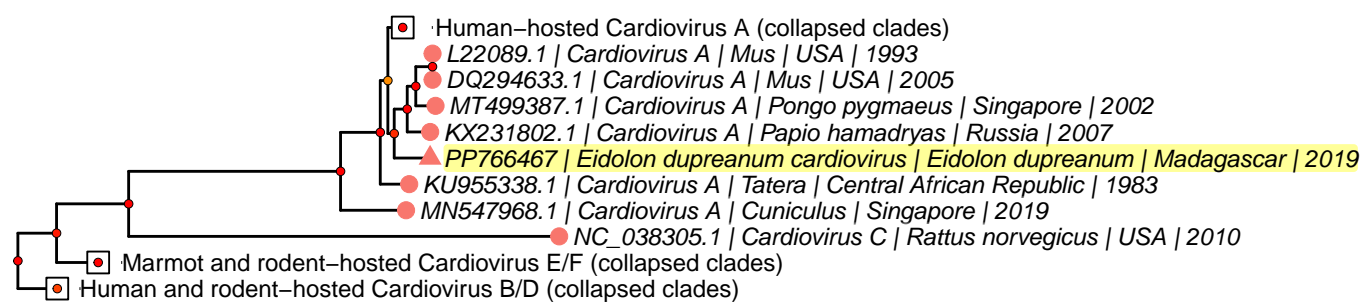 Human−hosted Cardiovirus A (collapsed clades)
L22089.1 | Cardiovirus A | Mus | USA | 1993
DQ294633.1 | Cardiovirus A | Mus | USA | 2005
MT499387.1 | Cardiovirus A | Pongo pygmaeus | Singapore | 2002
KX231802.1 | Cardiovirus A | Papio hamadryas | Russia | 2007
PP766467 | Eidolon dupreanum cardiovirus | Eidolon dupreanum | Madagascar | 2019
KU955338.1 | Cardiovirus A | Tatera | Central African Republic | 1983
MN547968.1 | Cardiovirus A | Cuniculus | Singapore | 2019
NC_038305.1 | Cardiovirus C | Rattus norvegicus | USA | 2010
Marmot and rodent−hosted Cardiovirus E/F (collapsed clades)
Human and rodent−hosted Cardiovirus B/D (collapsed clades)